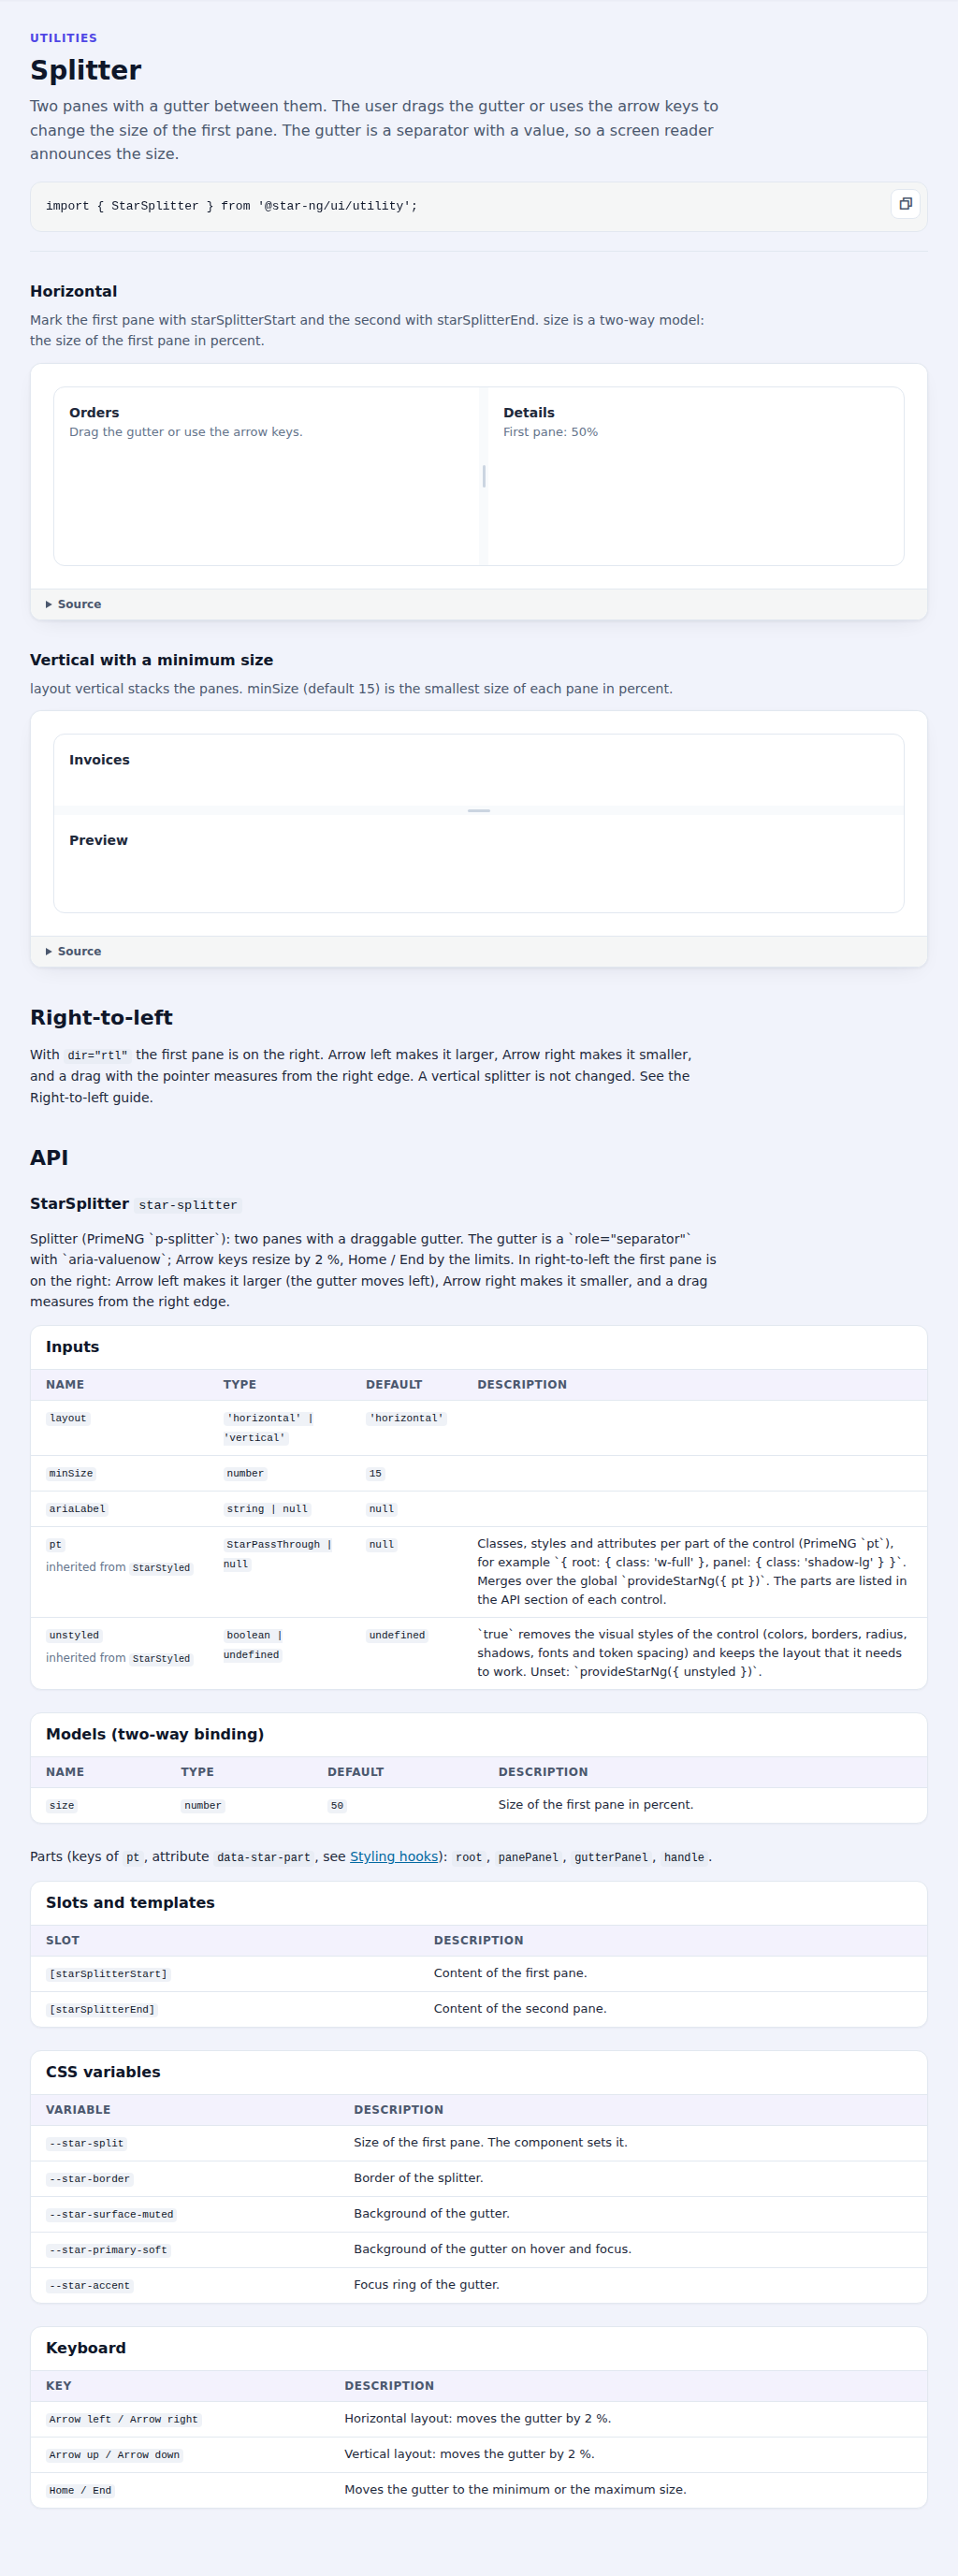 UTILITIES
Splitter
Two panes with a gutter between them. The user drags the gutter or uses the arrow keys to
change the size of the first pane. The gutter is a separator with a value, so a screen reader
announces the size.
import { StarSplitter } from '@star-ng/ui/utility';
Horizontal
Mark the first pane with starSplitterStart and the second with starSplitterEnd. size is a two-way model:
the size of the first pane in percent.
Orders
Drag the gutter or use the arrow keys.
Details
First pane: 50%
Source
Vertical with a minimum size
layout vertical stacks the panes. minSize (default 15) is the smallest size of each pane in percent.
Invoices
Preview
Source
Right-to-left
With dir="rtl" the first pane is on the right. Arrow left makes it larger, Arrow right makes it smaller,
and a drag with the pointer measures from the right edge. A vertical splitter is not changed. See the
Right-to-left guide.
API
StarSplitter star-splitter
Splitter (PrimeNG `p-splitter`): two panes with a draggable gutter. The gutter is a `role="separator"`
with `aria-valuenow`; Arrow keys resize by 2 %, Home / End by the limits. In right-to-left the first pane is
on the right: Arrow left makes it larger (the gutter moves left), Arrow right makes it smaller, and a drag
measures from the right edge.
Inputs
NAME TYPE DEFAULT DESCRIPTION
layout 'horizontal' | 'horizontal'
'vertical'
minSize number 15
ariaLabel string | null null
pt StarPassThrough | null Classes, styles and attributes per part of the control (PrimeNG `pt`),
inherited from StarStyled null for example `{ root: { class: 'w-full' }, panel: { class: 'shadow-lg' } }`.
Merges over the global `provideStarNg({ pt })`. The parts are listed in
the API section of each control.
unstyled boolean | undefined `true` removes the visual styles of the control (colors, borders, radius,
inherited from StarStyled undefined shadows, fonts and token spacing) and keeps the layout that it needs
to work. Unset: `provideStarNg({ unstyled })`.
Models (two-way binding)
NAME TYPE DEFAULT DESCRIPTION
size number 50 Size of the first pane in percent.
Parts (keys of pt, attribute data-star-part, see Styling hooks): root, panePanel, gutterPanel, handle.
Slots and templates
SLOT DESCRIPTION
[starSplitterStart] Content of the first pane.
[starSplitterEnd] Content of the second pane.
CSS variables
VARIABLE DESCRIPTION
--star-split Size of the first pane. The component sets it.
--star-border Border of the splitter.
--star-surface-muted Background of the gutter.
--star-primary-soft Background of the gutter on hover and focus.
--star-accent Focus ring of the gutter.
Keyboard
KEY DESCRIPTION
Arrow left / Arrow right Horizontal layout: moves the gutter by 2 %.
Arrow up / Arrow down Vertical layout: moves the gutter by 2 %.
Home / End Moves the gutter to the minimum or the maximum size.